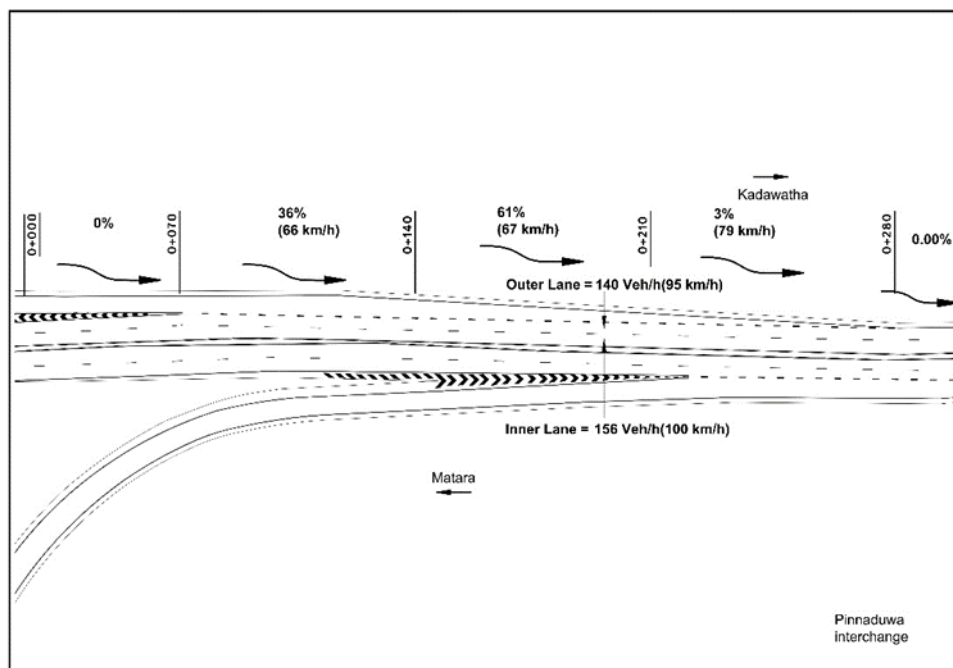 Kadawatha
0+000
0%
0+070
36%
(66 km/h)
0+140
61%
(67 km/h)
0+210
3%
(79 km/h)
0+280
0.00%
Outer Lane = 140 Veh/h(95 km/h)
Inner Lane = 156 Veh/h(100 km/h)
Matara
Pinnaduwa
interchange